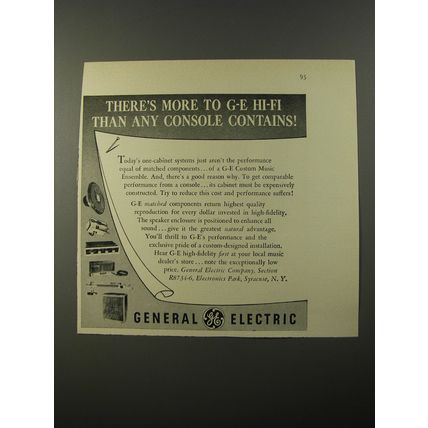 95
THERE'S MORE TO G-E HI-FI
THAN ANY CONSOLE CONTAINS!
Today's one-cabinet systems just aren't the performance
equal of matched components...of a G-E Custom Music
Ensemble. And, there's a good reason why. To get comparable
performance from a console...its cabinet must be expensively
constructed. Try to reduce this cost and performance suffers!
G-E matched components return highest quality
reproduction for every dollar invested in high-fidelity.
The speaker enclosure is positioned to enhance all
sound...give it the greatest natural advantage.
You'll thrill to G-E's performance and the
exclusive pride of a custom-designed installation.
Hear G-E high-fidelity first at your local music
dealer's store...note the exceptionally low
price. General Electric Company, Section
R8734-6, Electronics Park, Syracuse, N. Y.
GENERAL GE ELECTRIC